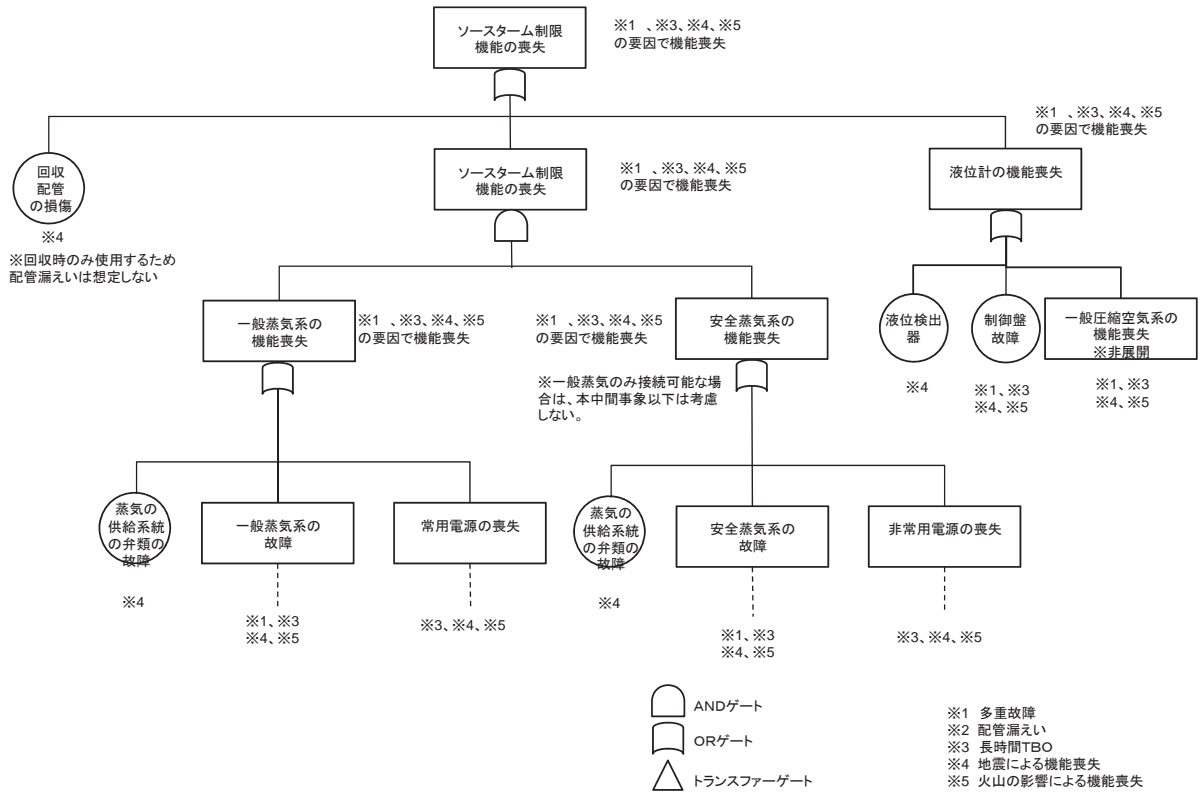 ソースターム制限
機能の喪失
※1 、※3、※4、※5
の要因で機能喪失
回収
配管
の損傷
※4
※回収時のみ使用するため
配管漏えいは想定しない
ソースターム制限
機能の喪失
※1 、※3、※4、※5
の要因で機能喪失
※1 、※3、※4、※5
の要因で機能喪失
液位計の機能喪失
一般蒸気系の
機能喪失
※1 、※3、※4、※5
の要因で機能喪失
※1 、※3、※4、※5
の要因で機能喪失
安全蒸気系の
機能喪失
※一般蒸気のみ接続可能な場
合は、本中間事象以下は考慮
しない。
液位検出
器
※4
制御盤
故障
※1、※3
※4、※5
一般圧縮空気系の
機能喪失
※非展開
※1、※3
※4、※5
蒸気の
供給系統
の弁類の
故障
※4
一般蒸気系の
故障
※1、※3
※4、※5
常用電源の喪失
※3、※4、※5
蒸気の
供給系統
の弁類の
故障
※4
安全蒸気系の
故障
※1、※3
※4、※5
非常用電源の喪失
※3、※4、※5
ANDゲート
ORゲート
トランスファーゲート
※1 多重故障
※2 配管漏えい
※3 長時間TBO
※4 地震による機能喪失
※5 火山の影響による機能喪失